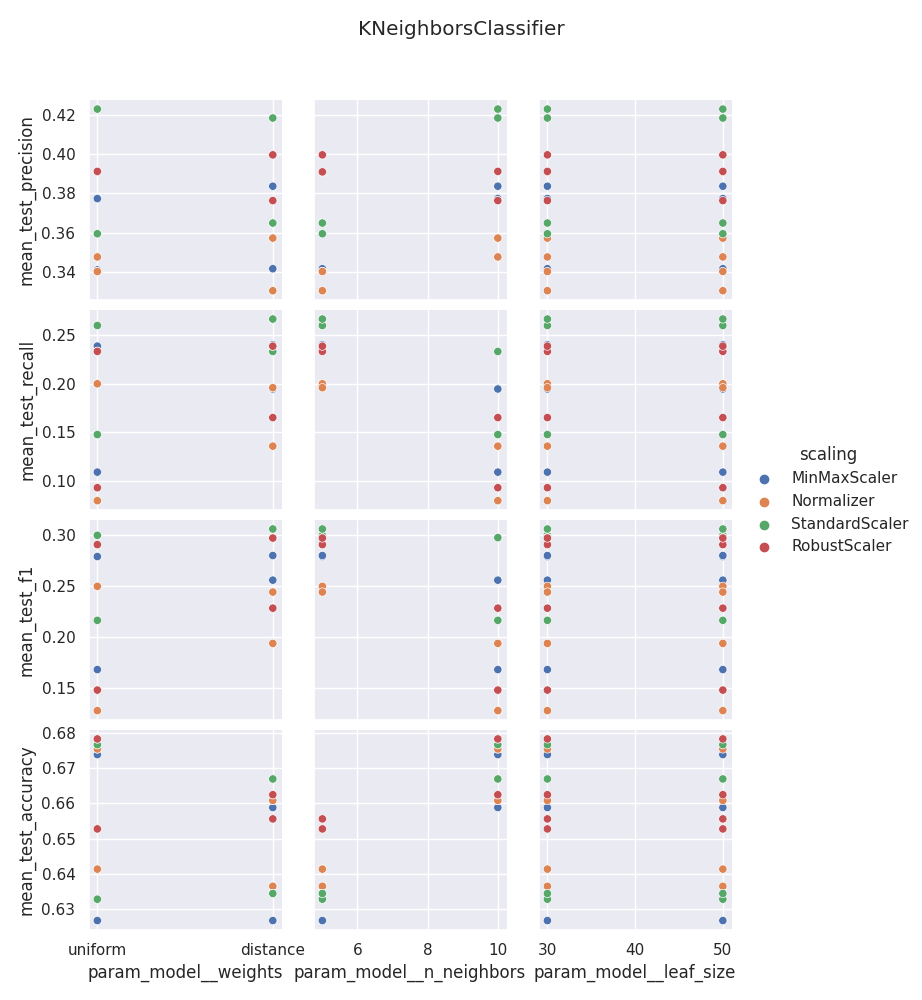 KNeighborsClassifier
mean_test_precision
0.42
0.40
0.38
0.36
0.34
mean_test_recall
0.25
0.20
0.15
0.10
mean_test_f1
0.30
0.25
0.20
0.15
mean_test_accuracy
0.68
0.67
0.66
0.65
0.64
0.63
uniform distance
param_model__weights
6 8 10
param_model__n_neighbors
30 40 50
param_model__leaf_size
scaling
MinMaxScaler
Normalizer
StandardScaler
RobustScaler